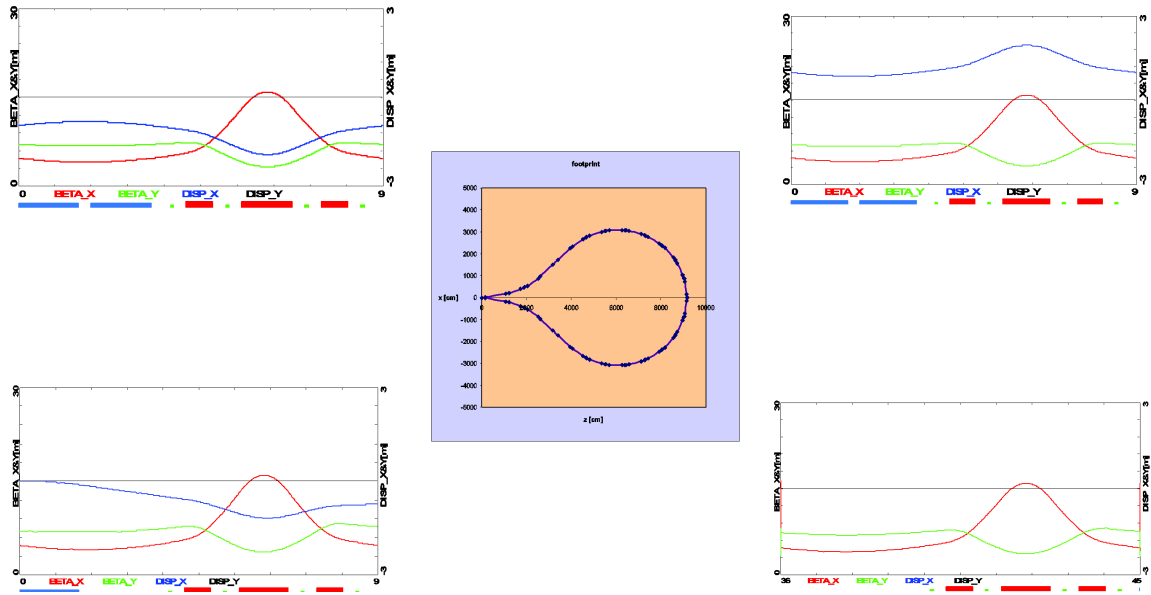 30
3
BETA_X&Y[m]
DISP_X&Y[m]
0
-3
0
BETA_X
BETA_Y
DISP_X
DISP_Y
9
30
3
BETA_X&Y[m]
DISP_X&Y[m]
0
-3
0
BETA_X
BETA_Y
DISP_X
DISP_Y
9
footprint
5000
4000
3000
2000
1000
x [cm]
0
0
2000
4000
6000
8000
10000
-1000
-2000
-3000
-4000
-5000
z [cm]
30
3
BETA_X&Y[m]
DISP_X&Y[m]
0
-3
0
BETA_X
BETA_Y
DISP_X
DISP_Y
9
30
3
BETA_X&Y[m]
DISP_X&Y[m]
0
-3
36
BETA_X
BETA_Y
DISP_X
DISP_Y
45